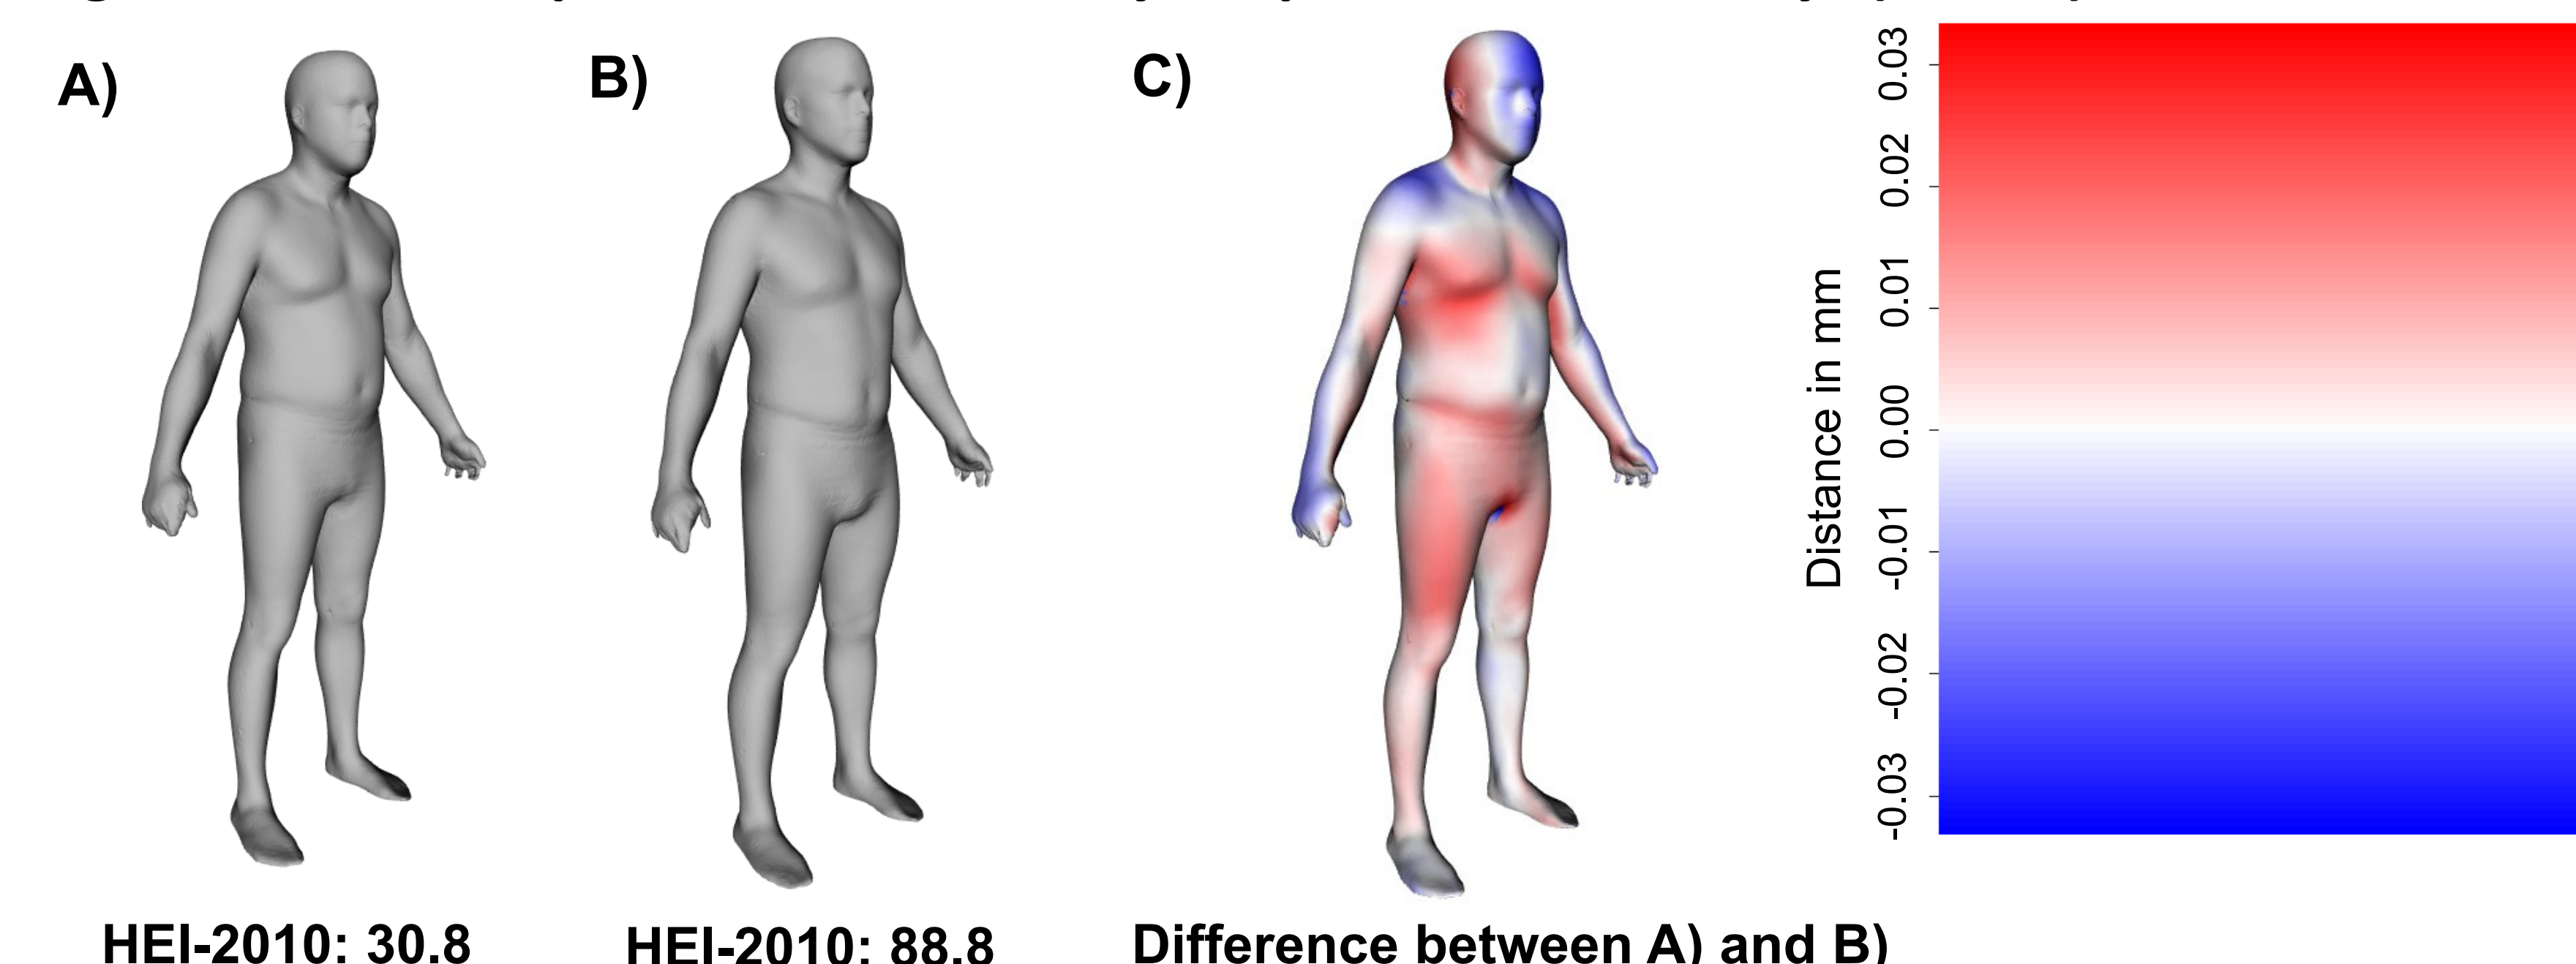 A)
B)
C)
Distance in mm
0.03
0.02
0.01
0.00
-0.01
-0.02
-0.03
HEI-2010: 30.8
HEI-2010: 88.8
Difference between A) and B)